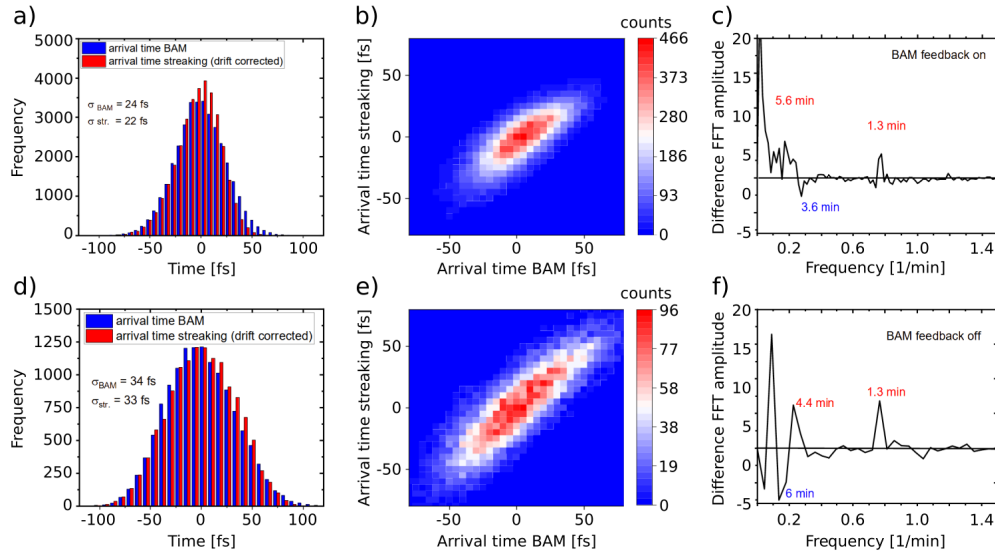 a)
5000
4000
3000
2000
1000
0
Frequency
arrival time BAM
arrival time streaking (drift corrected)
σ BAM = 24 fs
σ str. = 22 fs
-100 -50 0 50 100
Time [fs]
b)
counts
Arrival time streaking [fs]
50
0
-50
-50 0 50
Arrival time BAM [fs]
466
373
280
186
93
0
c)
Difference FFT amplitude
20
15
10
5
0
-5
BAM feedback on
5.6 min
1.3 min
3.6 min
0.2 0.6 1.0 1.4
Frequency [1/min]
d)
1500
1250
1000
750
500
250
0
Frequency
arrival time BAM
arrival time streaking (drift corrected)
σBAM = 34 fs
σstr. = 33 fs
-100 -50 0 50 100
Time [fs]
e)
counts
Arrival time streaking [fs]
50
0
-50
-50 0 50
Arrival time BAM [fs]
96
78
59
40
29
0
f)
Difference FFT amplitude
20
15
10
5
0
-5
BAM feedback off
4.4 min
1.3 min
6 min
0.2 0.6 1.0 1.4
Frequency [1/min]